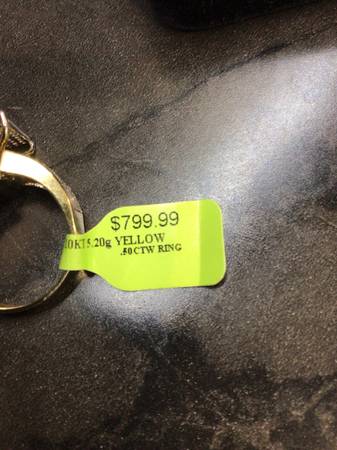 $799.99
10KT 5.20g YELLOW
.50CTW RING